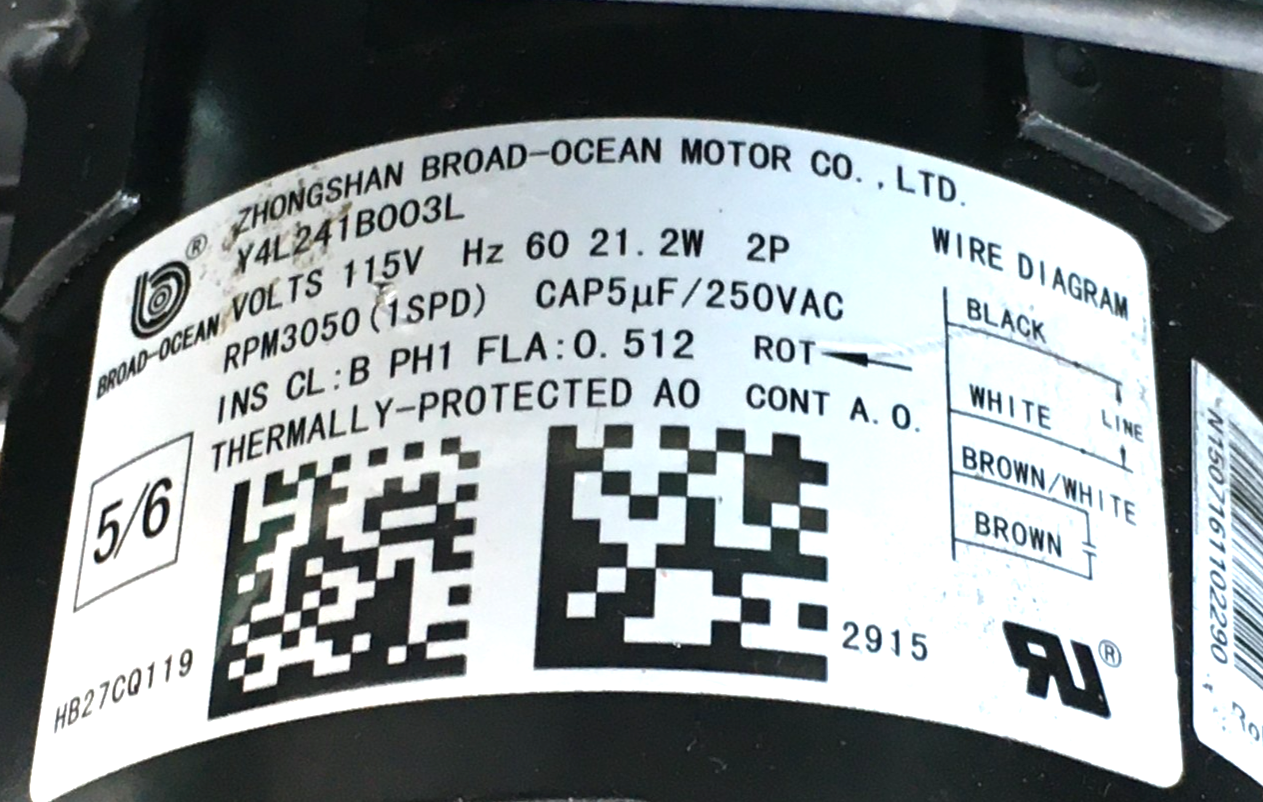 ZHONGSHAN BROAD-OCEAN MOTOR CO.,LTD.
Y4L241B003L
VOLTS 115V Hz 60 21.2W 2P
RPM3050(1SPD) CAP5μF/250VAC
INS CL:B PH1 FLA:0.512 ROT
THERMALLY-PROTECTED AO CONT A.O.
®
BROAD-OCEAN
5/6
HB27CQ119
2915
WIRE DIAGRAM
BLACK
WHITE
LINE
BROWN/WHITE
BROWN
RU®
N1507161102290